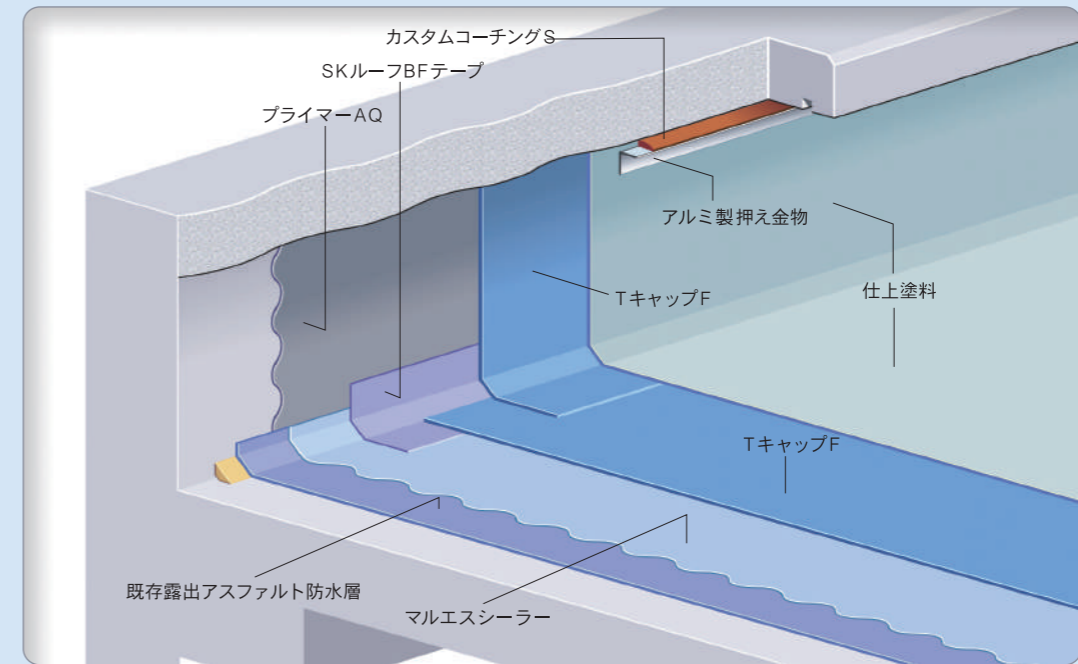 カスタムコーチングS
SKルーフBFテープ
プライマーAQ
アルミ製押え金物
仕上塗料
TキャップF
TキャップF
既存露出アスファルト防水層
マルエスシーラー